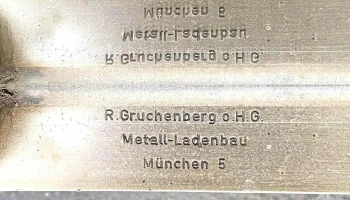 R. Gruchenberg o.H.G.
Metall-Ladenbau
München 5